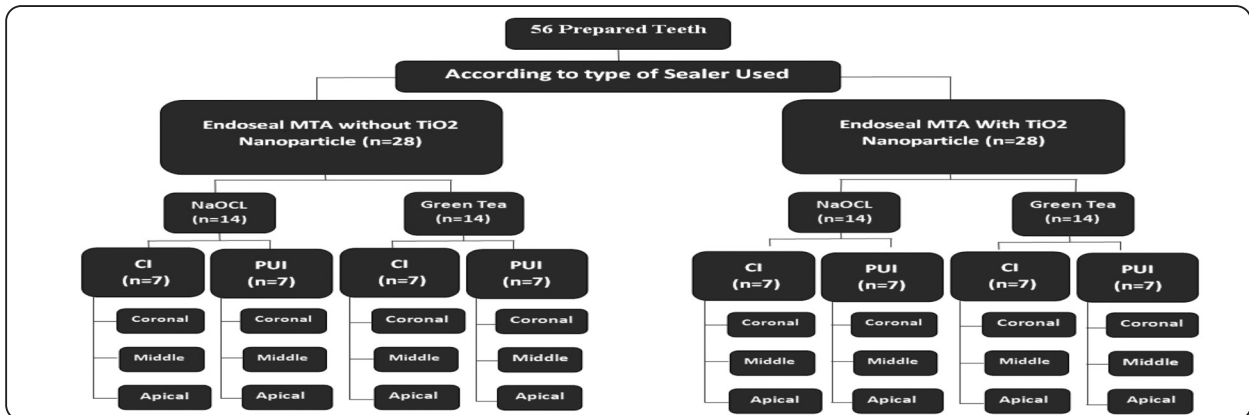 56 Prepared Teeth
According to type of Sealer Used
Endoseal MTA without TiO2
Nanoparticle (n=28)
Endoseal MTA With TiO2
Nanoparticle (n=28)
NaOCL
(n=14)
Green Tea
(n=14)
NaOCL
(n=14)
Green Tea
(n=14)
CI
(n=7)
PUI
(n=7)
CI
(n=7)
PUI
(n=7)
CI
(n=7)
PUI
(n=7)
CI
(n=7)
PUI
(n=7)
Coronal
Coronal
Coronal
Coronal
Coronal
Coronal
Coronal
Coronal
Middle
Middle
Middle
Middle
Middle
Middle
Middle
Middle
Apical
Apical
Apical
Apical
Apical
Apical
Apical
Apical